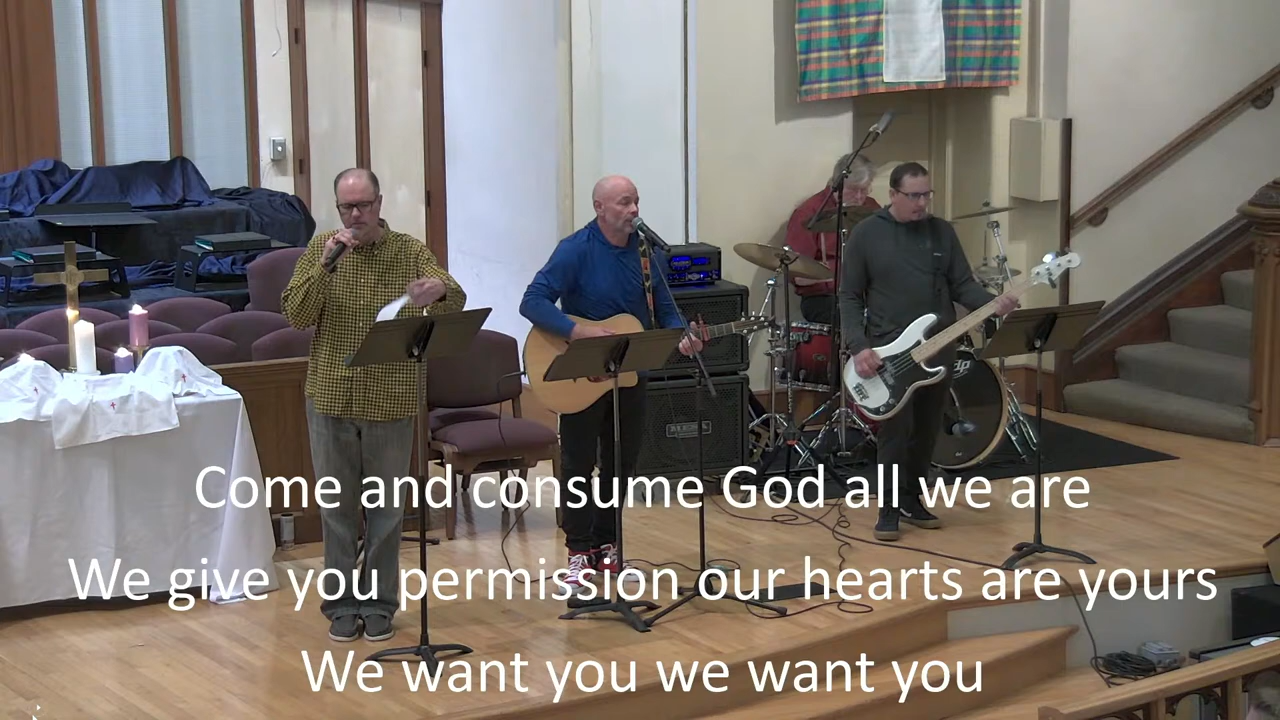 Come and consume God all we are
We give you permission our hearts are yours
We want you we want you